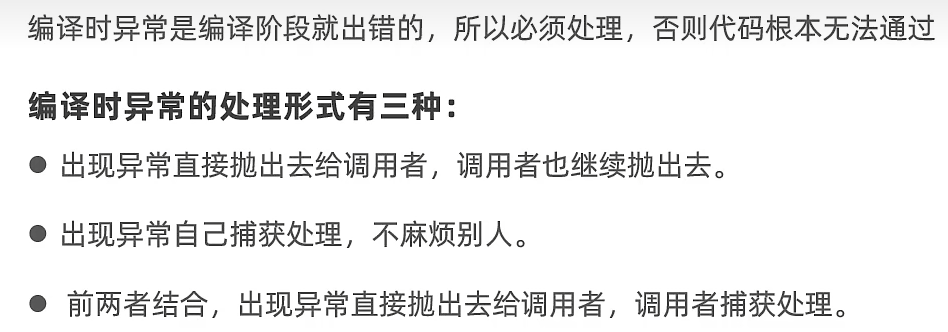 编译时异常是编译阶段就出错的，所以必须处理，否则代码根本无法通过
编译时异常的处理形式有三种：
● 出现异常直接抛出去给调用者，调用者也继续抛出去。
● 出现异常自己捕获处理，不麻烦别人。
● 前两者结合，出现异常直接抛出去给调用者，调用者捕获处理。